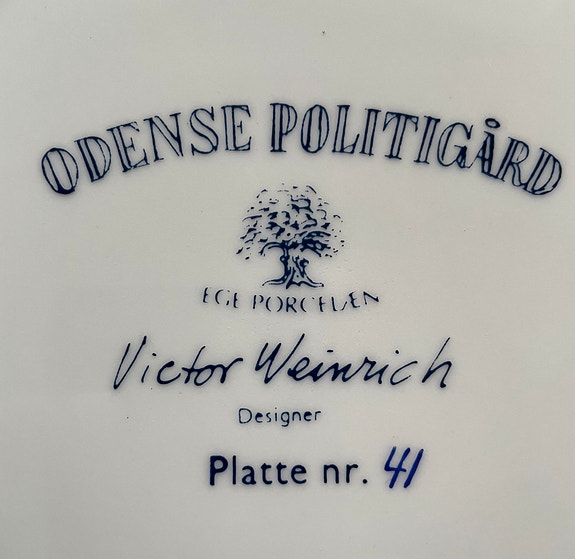 ODENSE POLITIGÅRD
EGE PORCELÆN
Victor Weinrich
Designer
Platte nr. 41